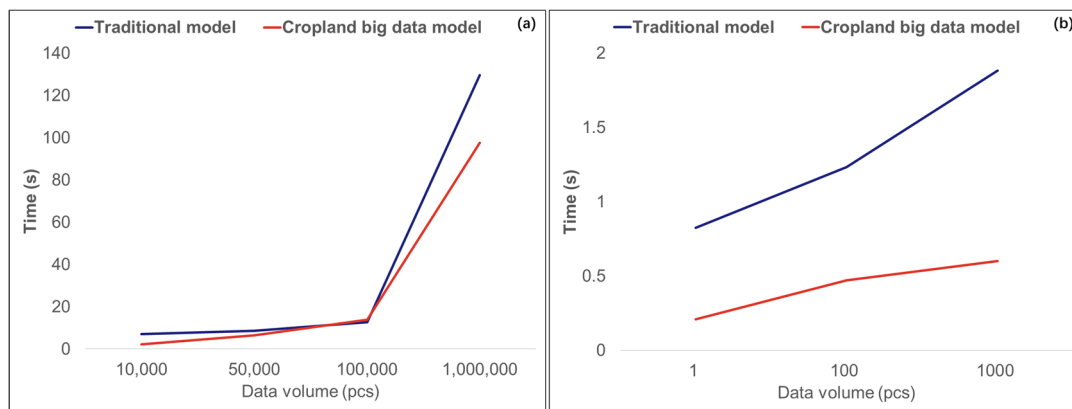 Traditional model Cropland big data model (a)
140
120
100
80
60
40
20
0
Time (s)
10,000 50,000 100,000 1,000,000
Data volume (pcs)
Traditional model Cropland big data model (b)
2
1.5
1
0.5
0
Time (s)
1 100 1000
Data volume (pcs)